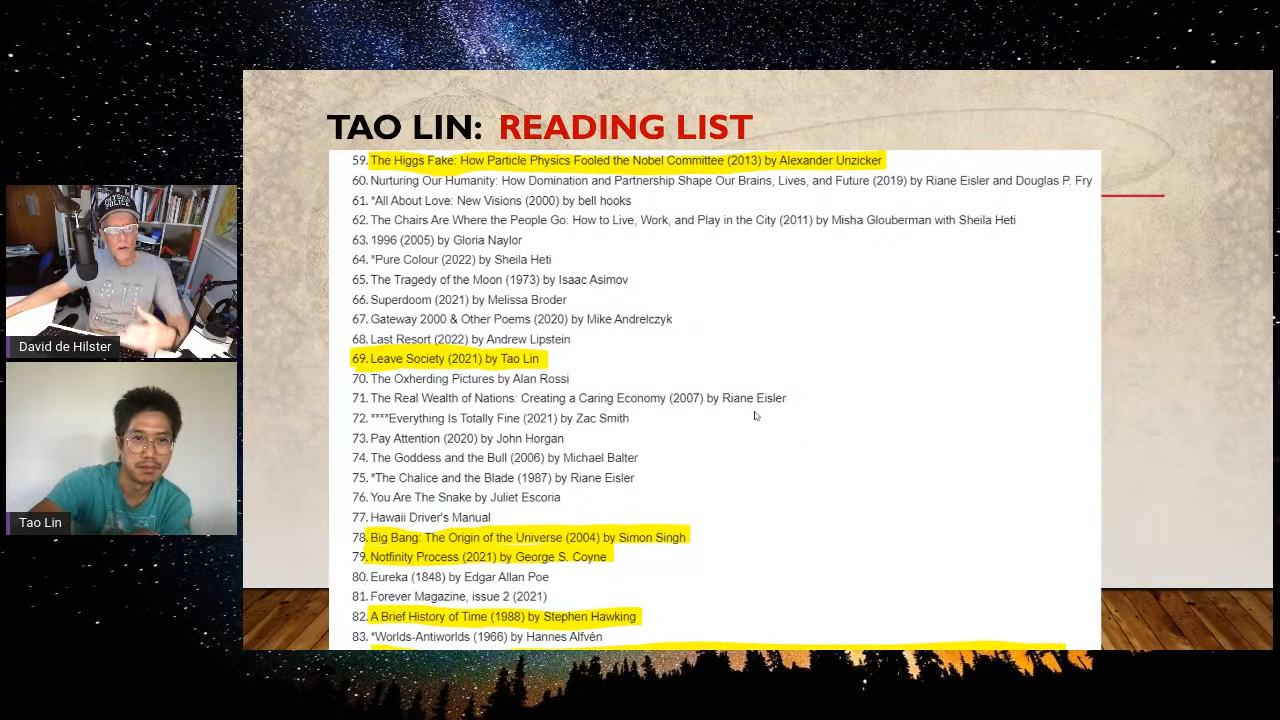 TAO LIN: READING LIST
59. The Higgs Fake: How Particle Physics Fooled the Nobel Committee (2013) by Alexander Unzicker
60. Nurturing Our Humanity: How Domination and Partnership Shape Our Brains, Lives, and Future (2019) by Riane Eisler and Douglas P. Fry
61. *All About Love: New Visions (2000) by bell hooks
62. The Chairs Are Where the People Go: How to Live, Work, and Play in the City (2011) by Misha Glouberman with Sheila Heti
63. 1996 (2005) by Gloria Naylor
64. *Pure Colour (2022) by Sheila Heti
65. The Tragedy of the Moon (1973) by Isaac Asimov
66. Superdoom (2021) by Melissa Broder
67. Gateway 2000 & Other Poems (2020) by Mike Andrelczyk
68. Last Resort (2022) by Andrew Lipstein
69. Leave Society (2021) by Tao Lin
70. The Oxherding Pictures by Alan Rossi
71. The Real Wealth of Nations: Creating a Caring Economy (2007) by Riane Eisler
72. ****Everything Is Totally Fine (2021) by Zac Smith
73. Pay Attention (2020) by John Horgan
74. The Goddess and the Bull (2006) by Michael Balter
75. *The Chalice and the Blade (1987) by Riane Eisler
76. You Are The Snake by Juliet Escoria
77. Hawaii Driver's Manual
78. Big Bang: The Origin of the Universe (2004) by Simon Singh
79. Notfinity Process (2021) by George S. Coyne
80. Eureka (1848) by Edgar Allan Poe
81. Forever Magazine, issue 2 (2021)
82. A Brief History of Time (1988) by Stephen Hawking
83. *Worlds-Antiworlds (1966) by Hannes Alfvén
David de Hilster
Tao Lin